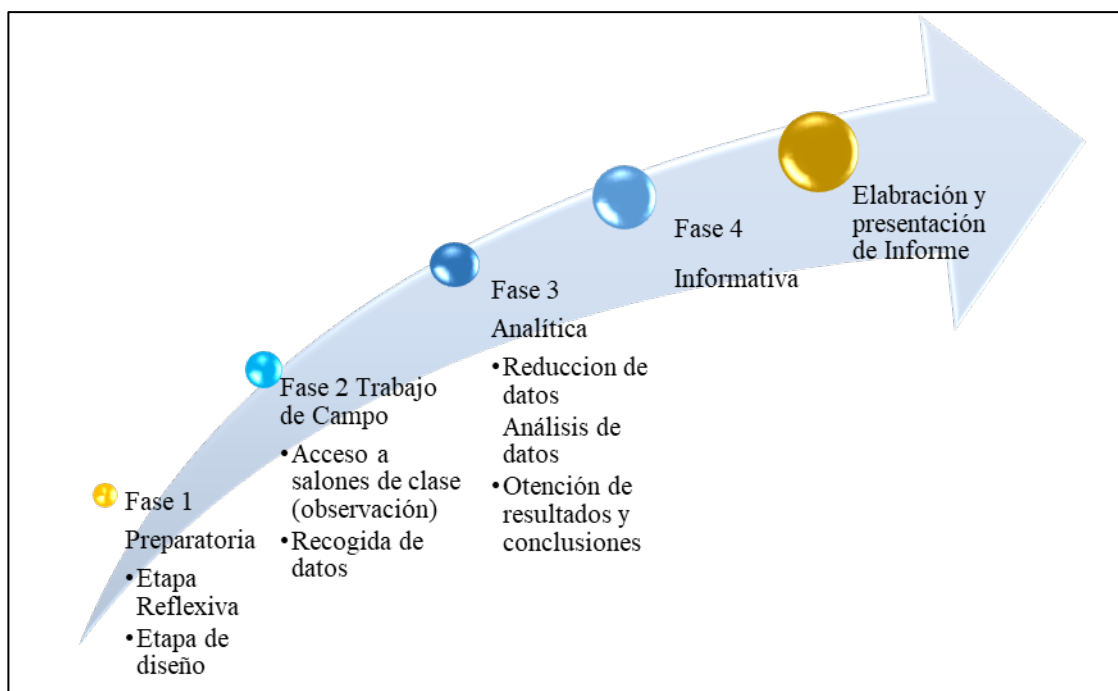 Fase 1
Preparatoria
•Etapa
Reflexiva
•Etapa de
diseño
Fase 2 Trabajo
de Campo
•Acceso a
salones de clase
(observación)
•Recogida de
datos
Fase 3
Analítica
•Reduccion de
datos
Análisis de
datos
•Otención de
resultados y
conclusiones
Fase 4
Informativa
Elabración y
presentación
de Informe